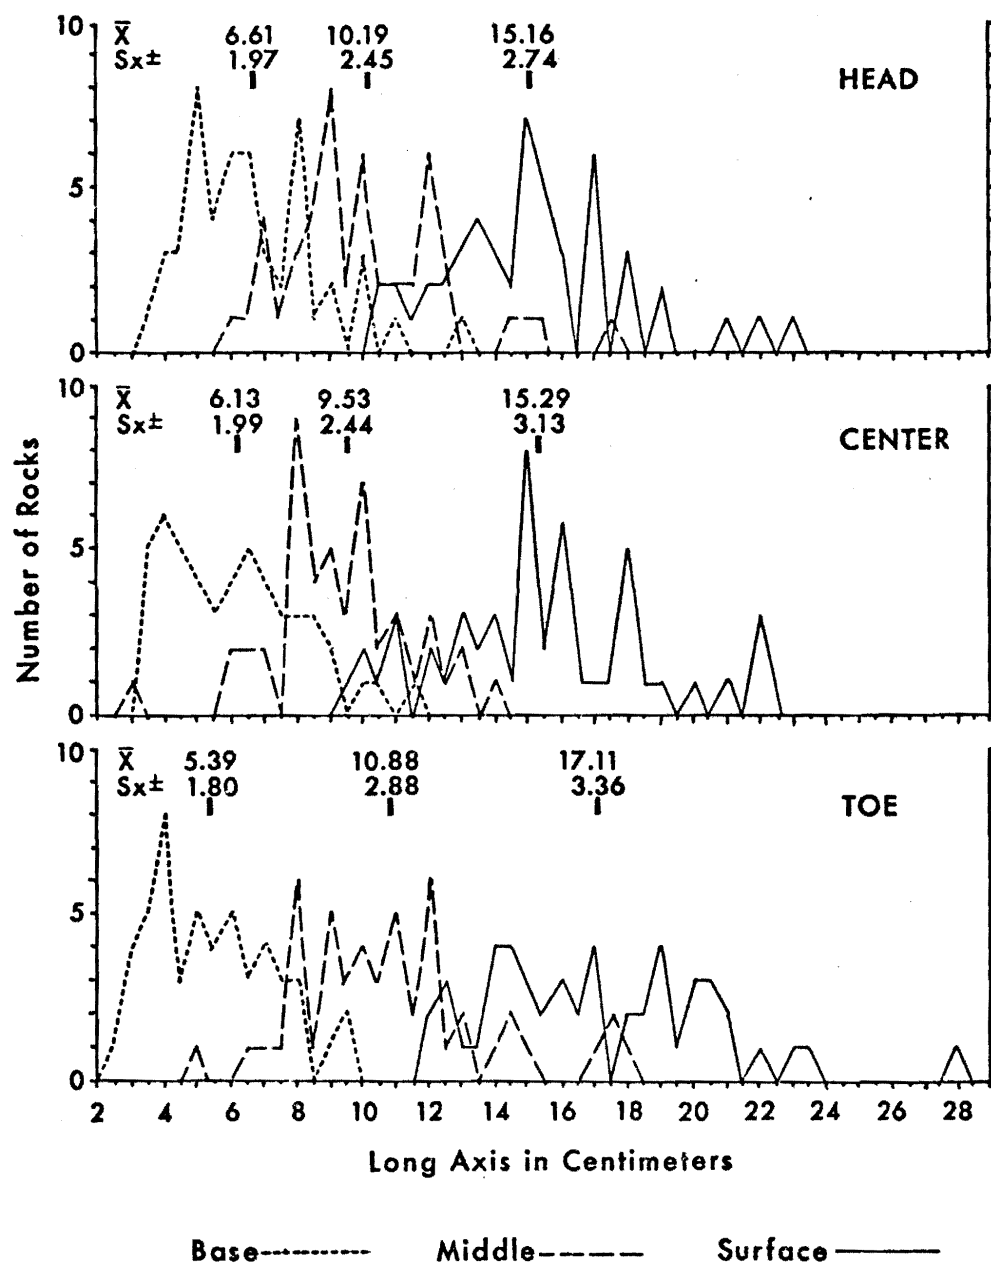 10
X̄ 6.61 10.19 15.16
Sx± 1.97 2.45 2.74
HEAD
5
0
10
X̄ 6.13 9.53 15.29
Sx± 1.99 2.44 3.13
CENTER
5
0
10
X̄ 5.39 10.88 17.11
Sx± 1.80 2.88 3.36
TOE
5
0
Number of Rocks
2 4 6 8 10 12 14 16 18 20 22 24 26 28
Long Axis in Centimeters
Base Middle Surface